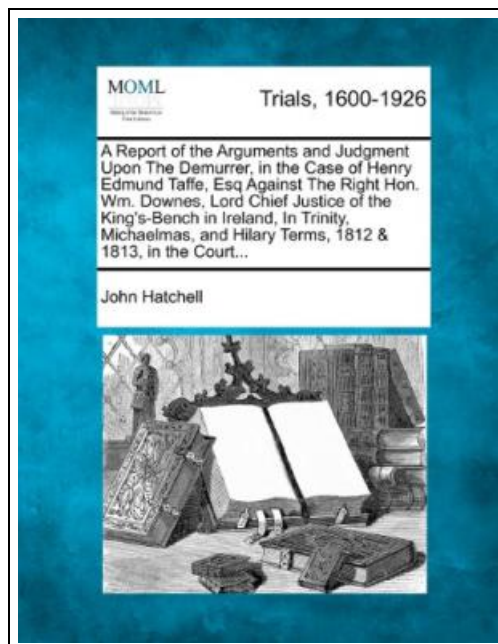 MOML
Trials, 1600-1926
A Report of the Arguments and Judgment
Upon The Demurrer, in the Case of Henry
Edmund Taffe, Esq Against The Right Hon.
Wm. Downes, Lord Chief Justice of the
King's-Bench in Ireland, In Trinity,
Michaelmas, and Hilary Terms, 1812 &
1813, in the Court...
John Hatchell